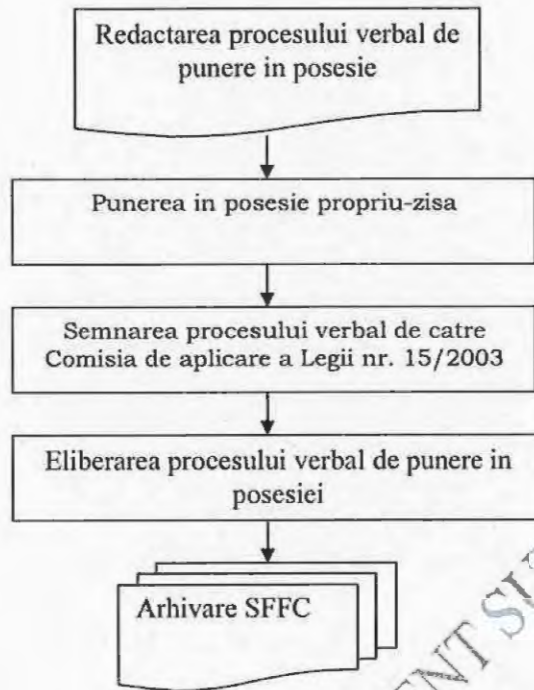 Redactarea procesului verbal de
punere in posesie
Punerea in posesie propriu-zisa
Semnarea procesului verbal de catre
Comisia de aplicare a Legii nr. 15/2003
Eliberarea procesului verbal de punere in
posesiei
Arhivare SFFC